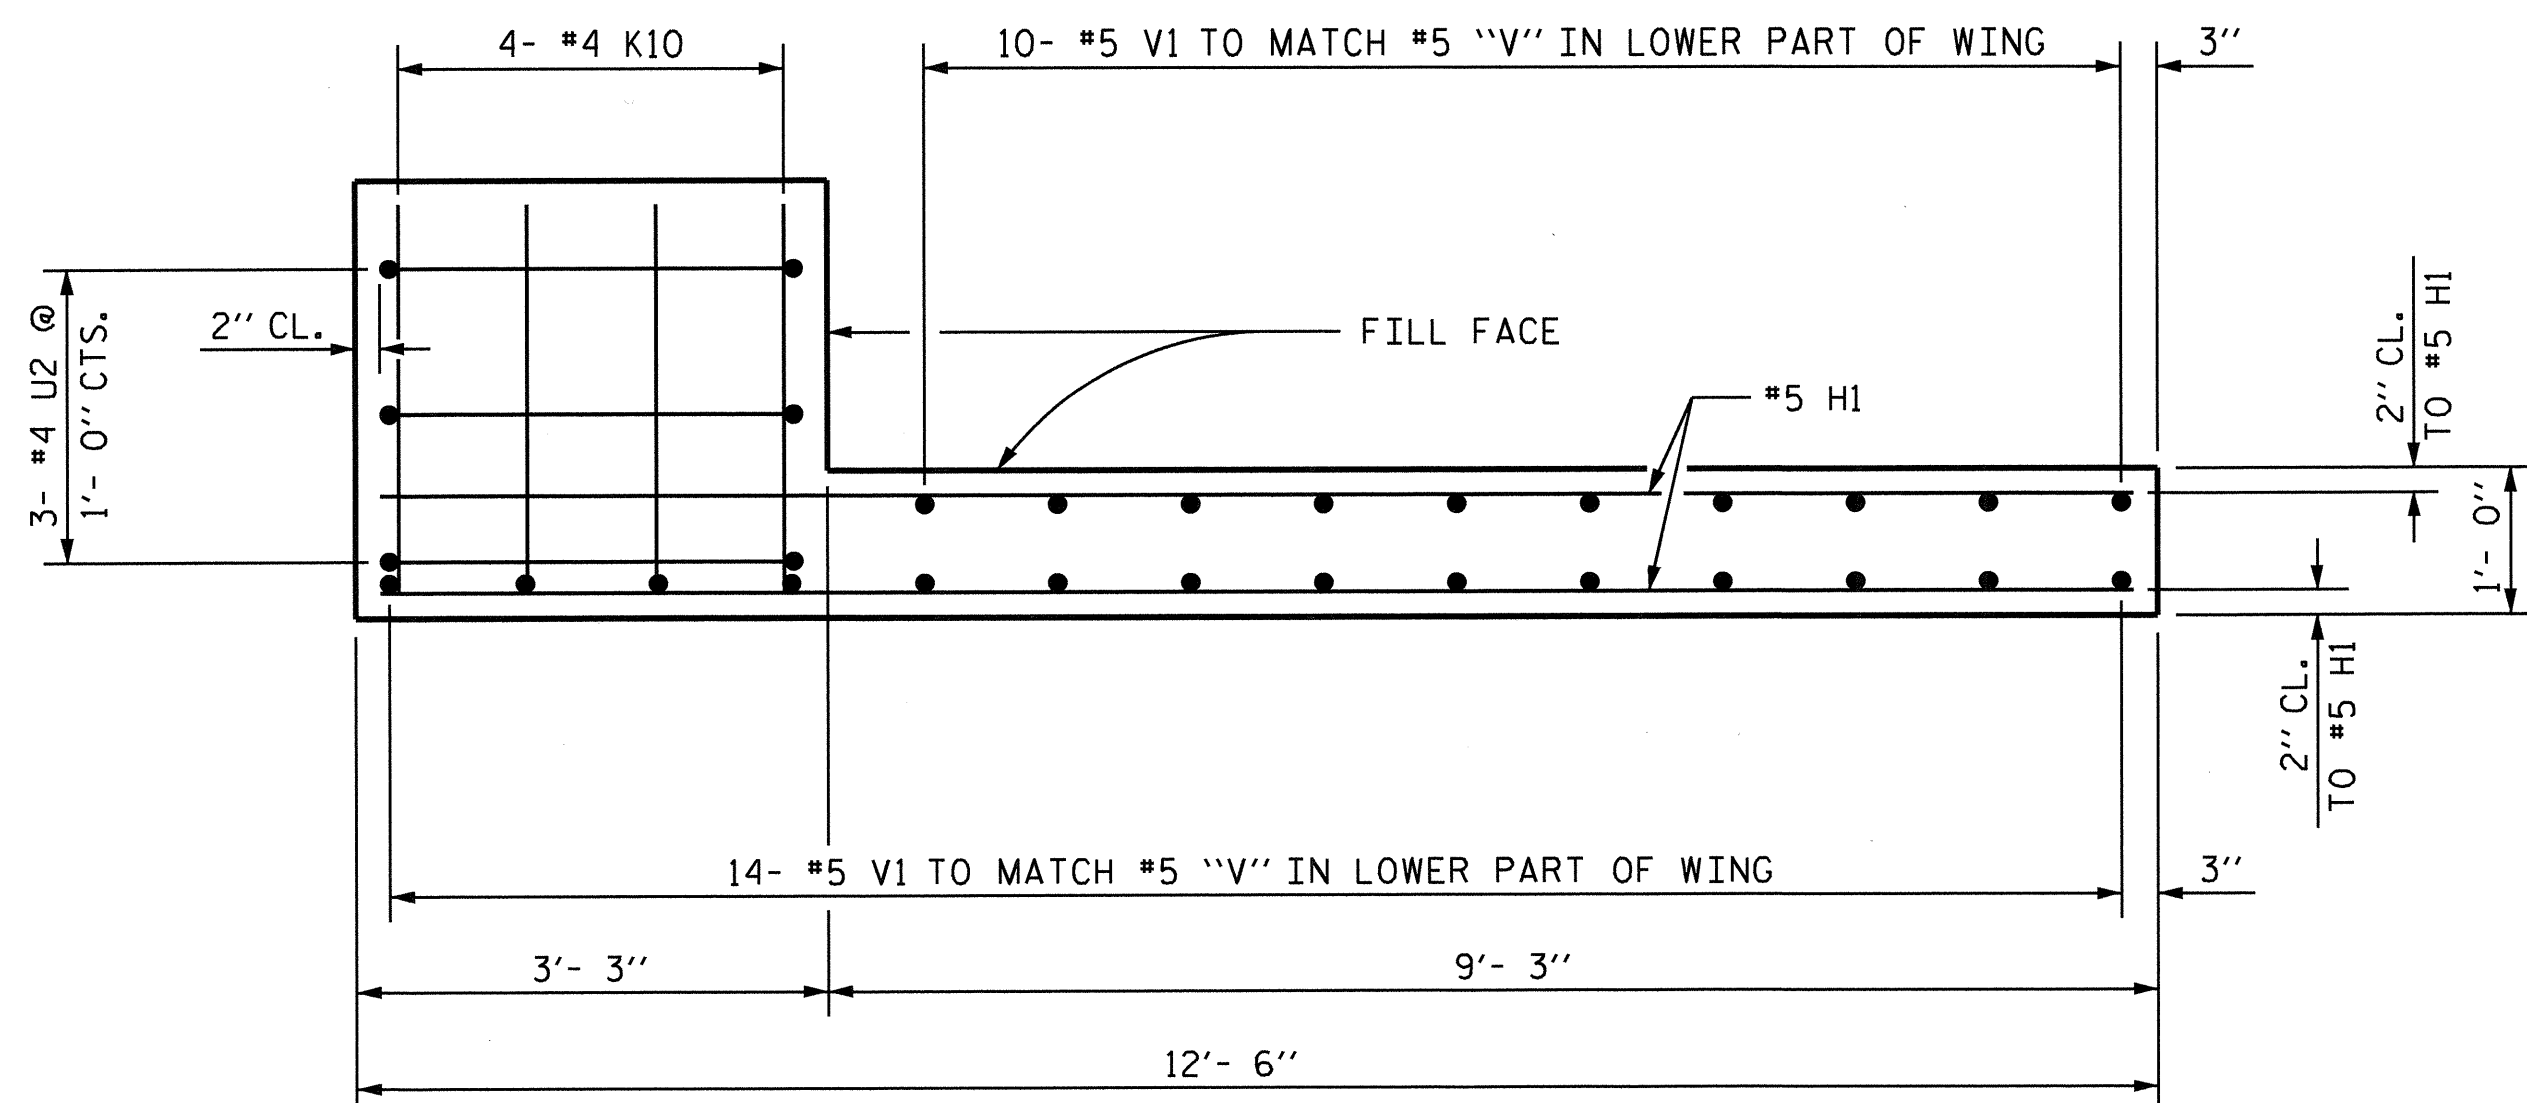 4- #4 K10
10- #5 V1 TO MATCH #5 "V" IN LOWER PART OF WING
3"
3- #4 U2 @
1'- 0" CTS.
2" CL.
FILL FACE
#5 H1
2" CL.
TO #5 H1
1'- 0"
2" CL.
TO #5 H1
14- #5 V1 TO MATCH #5 "V" IN LOWER PART OF WING
3"
3'- 3"
9'- 3"
12'- 6"